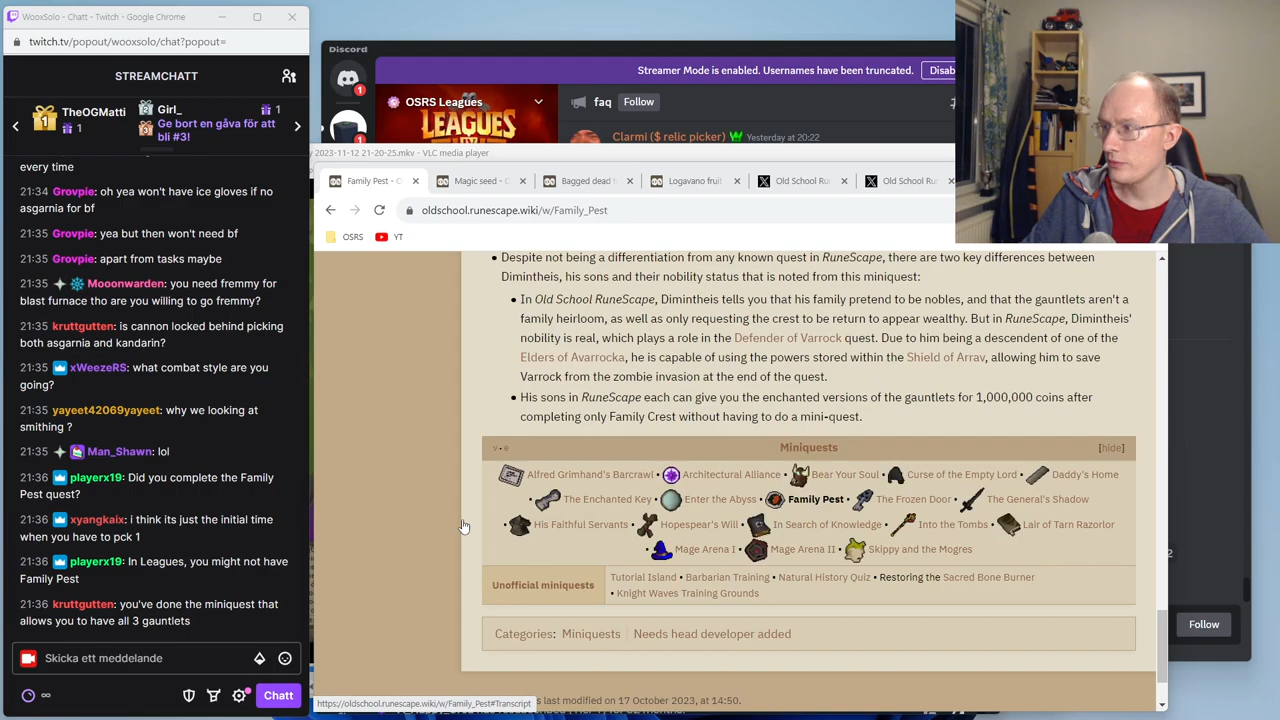 WooxSolo - Chatt - Twitch - Google Chrome
twitch.tv/popout/wooxsolo/chat?popout=
STREAMCHATT
TheOGMatti
1
Girl_
1
Ge bort en gåva för att
bli #3!
every time
21:34 Grovpie: oh yea won't have ice gloves if no
asgarnia for bf
21:35 Grovpie: yea but then won't need bf
21:35 Grovpie: apart from tasks maybe
21:35 Mooonwarden: you need fremmy for
blast furnace tho are you willing to go fremmy?
21:35 kruttgutten: is cannon locked behind picking
both asgarnia and kandarin?
21:35 xWeezeRS: what combat style are you
going?
21:35 yayeet42069yayeet: why we looking at
smithing ?
21:35 Man_Shawn: lol
21:36 playerx19: Did you complete the Family
Pest quest?
21:36 xyangkaix: i think its just the initial time
when you have to pck 1
21:36 playerx19: In Leagues, you might not have
Family Pest
21:36 kruttgutten: you've done the miniquest that
allows you to have all 3 gauntlets
Skicka ett meddelande
∞
Chatt
Discord
Streamer Mode is enabled. Usernames have been truncated.
Disab
OSRS Leagues
LEAGUES
faq
Follow
Clarmi ($ relic picker) Yesterday at 20:22
y 2023-11-12 21-20-25.mkv - VLC media player
Family Pest - O
Magic seed - C
Bagged dead t
Logavano fruit
Old School Ru
Old School Ru
oldschool.runescape.wiki/w/Family_Pest
OSRS
YT
• Despite not being a differentiation from any known quest in RuneScape, there are two key differences between
Dimintheis, his sons and their nobility status that is noted from this miniquest:
• In Old School RuneScape, Dimintheis tells you that his family pretend to be nobles, and that the gauntlets aren't a
family heirloom, as well as only requesting the crest to be return to appear wealthy. But in RuneScape, Dimintheis'
nobility is real, which plays a role in the Defender of Varrock quest. Due to him being a descendent of one of the
Elders of Avarrocka, he is capable of using the powers stored within the Shield of Arrav, allowing him to save
Varrock from the zombie invasion at the end of the quest.
• His sons in RuneScape each can give you the enchanted versions of the gauntlets for 1,000,000 coins after
completing only Family Crest without having to do a mini-quest.
v • e
Miniquests
[hide]
Alfred Grimhand's Barcrawl • Architectural Alliance • Bear Your Soul • Curse of the Empty Lord • Daddy's Home
• The Enchanted Key • Enter the Abyss • Family Pest • The Frozen Door • The General's Shadow
• His Faithful Servants • Hopespear's Will • In Search of Knowledge • Into the Tombs • Lair of Tarn Razorlor
• Mage Arena I • Mage Arena II • Skippy and the Mogres
Unofficial miniquests
Tutorial Island • Barbarian Training • Natural History Quiz • Restoring the Sacred Bone Burner
• Knight Waves Training Grounds
Categories: Miniquests Needs head developer added
https://oldschool.runescape.wiki/w/Family_Pest#Transcript
last modified on 17 October 2023, at 14:50.
Follow